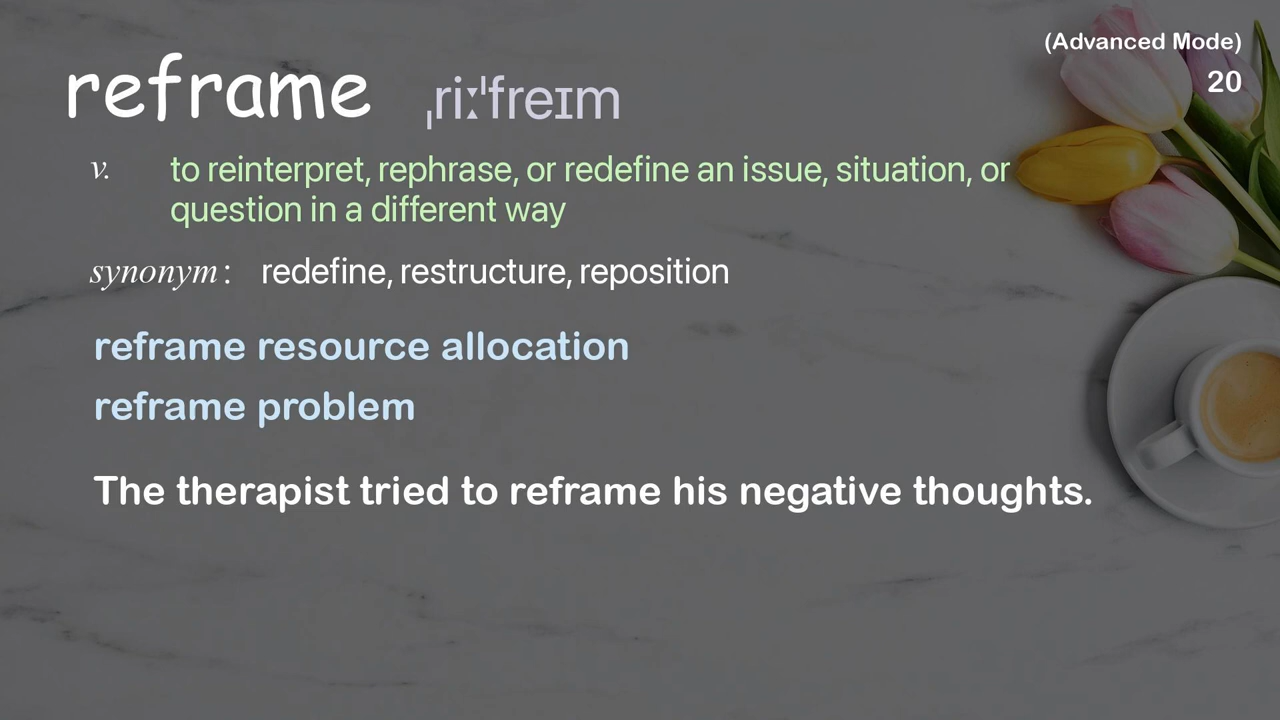 (Advanced Mode)
20
reframe ˌriːˈfreɪm
v. to reinterpret, rephrase, or redefine an issue, situation, or
question in a different way
synonym: redefine, restructure, reposition
reframe resource allocation
reframe problem
The therapist tried to reframe his negative thoughts.